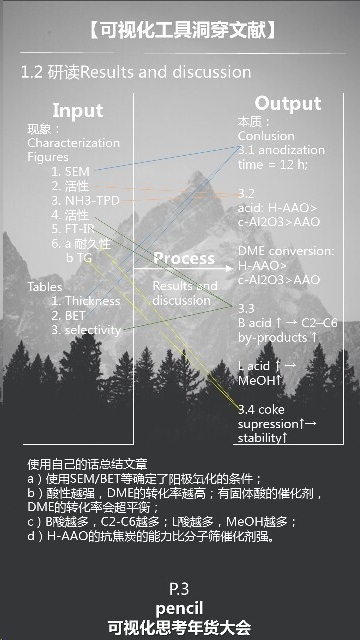 【可视化工具洞穿文献】
1.2 研读Results and discussion
Input
现象：
Characterization
Figures
1. SEM
2. 活性
3. NH3-TPD
4. 活性
5. FT-IR
6. a 耐久性
b TG
Tables
1. Thickness
2. BET
3. selectivity
Process
Results and
discussion
Output
本质：
Conlusion
3.1 anodization
time = 12 h;
3.2
acid: H-AAO>
c-Al2O3>AAO
DME conversion:
H-AAO>
c-Al2O3>AAO
3.3
B acid ↑ → C2–C6
by-products ↑
L acid ↑ →
MeOH↑
3.4 coke
supression↑→
stability↑
使用自己的话总结文章
a）使用SEM/BET等确定了阳极氧化的条件；
b）酸性越强，DME的转化率越高；有固体酸的催化剂，
DME的转化率会超平衡；
c）B酸越多，C2-C6越多；L酸越多，MeOH越多；
d）H-AAO的抗焦炭的能力比分子筛催化剂强。
P.3
pencil
可视化思考年货大会